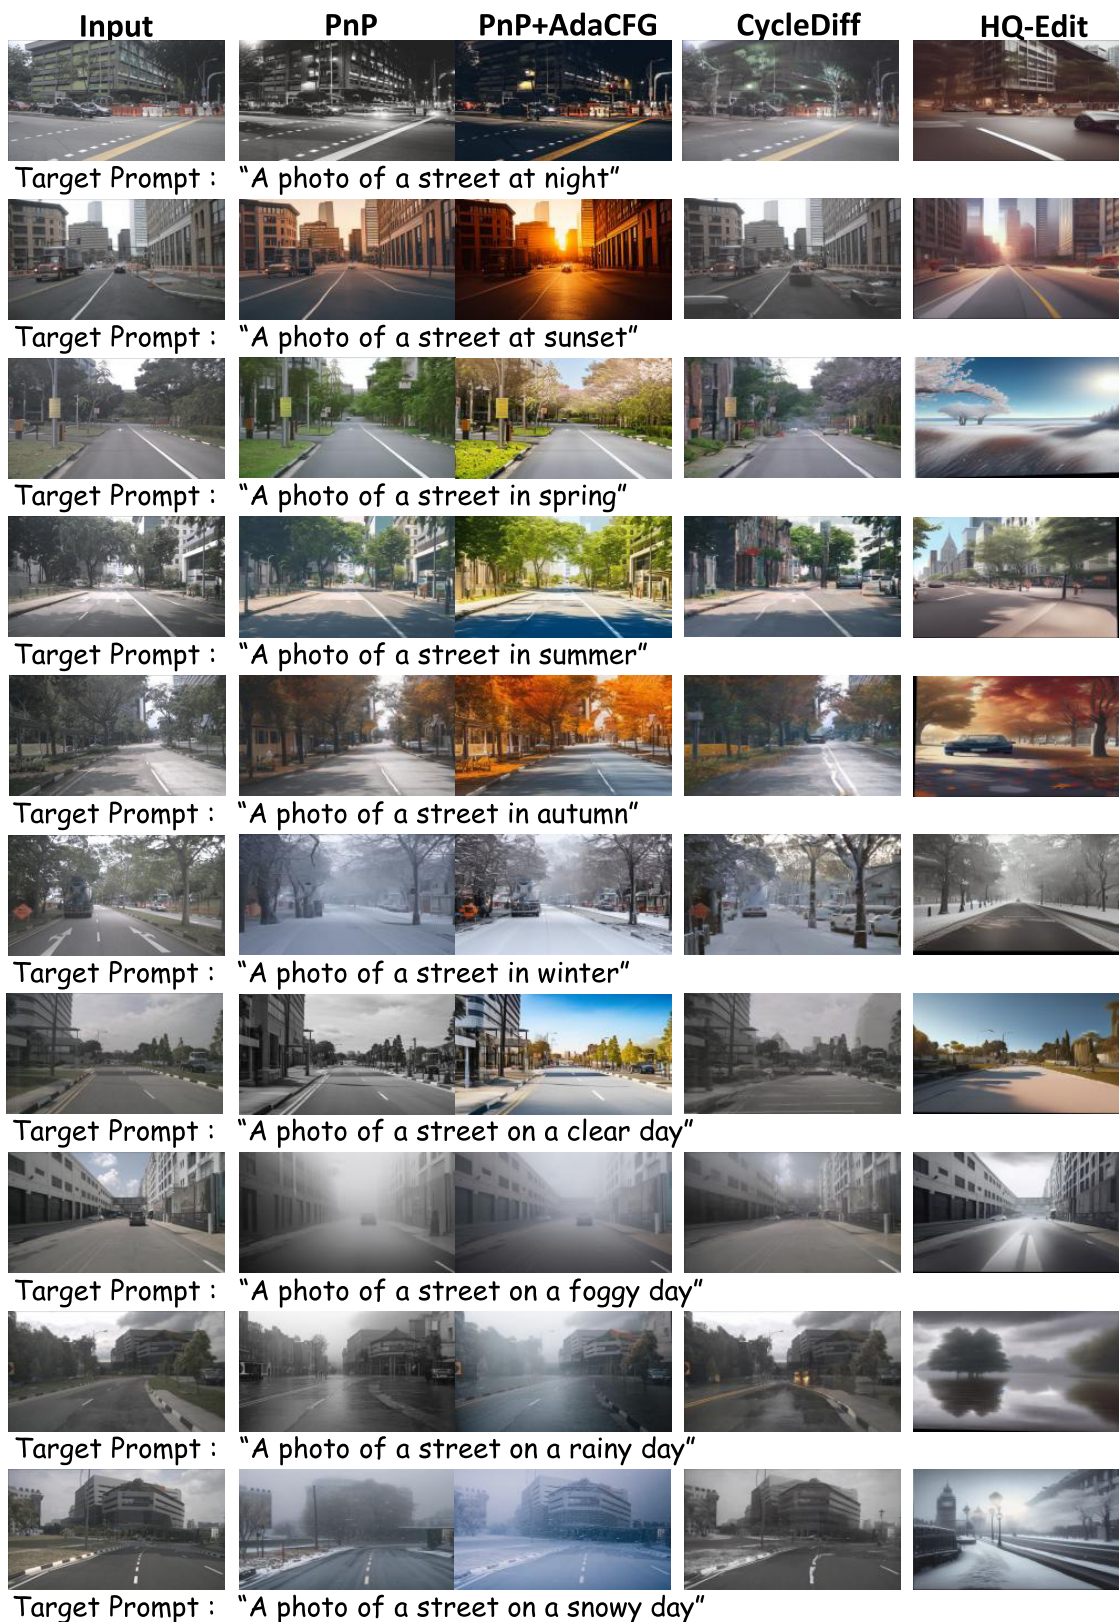 Input PnP PnP+AdaCFG CycleDiff HQ-Edit
Target Prompt : “A photo of a street at night”
Target Prompt : “A photo of a street at sunset”
Target Prompt : “A photo of a street in spring”
Target Prompt : “A photo of a street in summer”
Target Prompt : “A photo of a street in autumn”
Target Prompt : “A photo of a street in winter”
Target Prompt : “A photo of a street on a clear day”
Target Prompt : “A photo of a street on a foggy day”
Target Prompt : “A photo of a street on a rainy day”
Target Prompt : “A photo of a street on a snowy day”